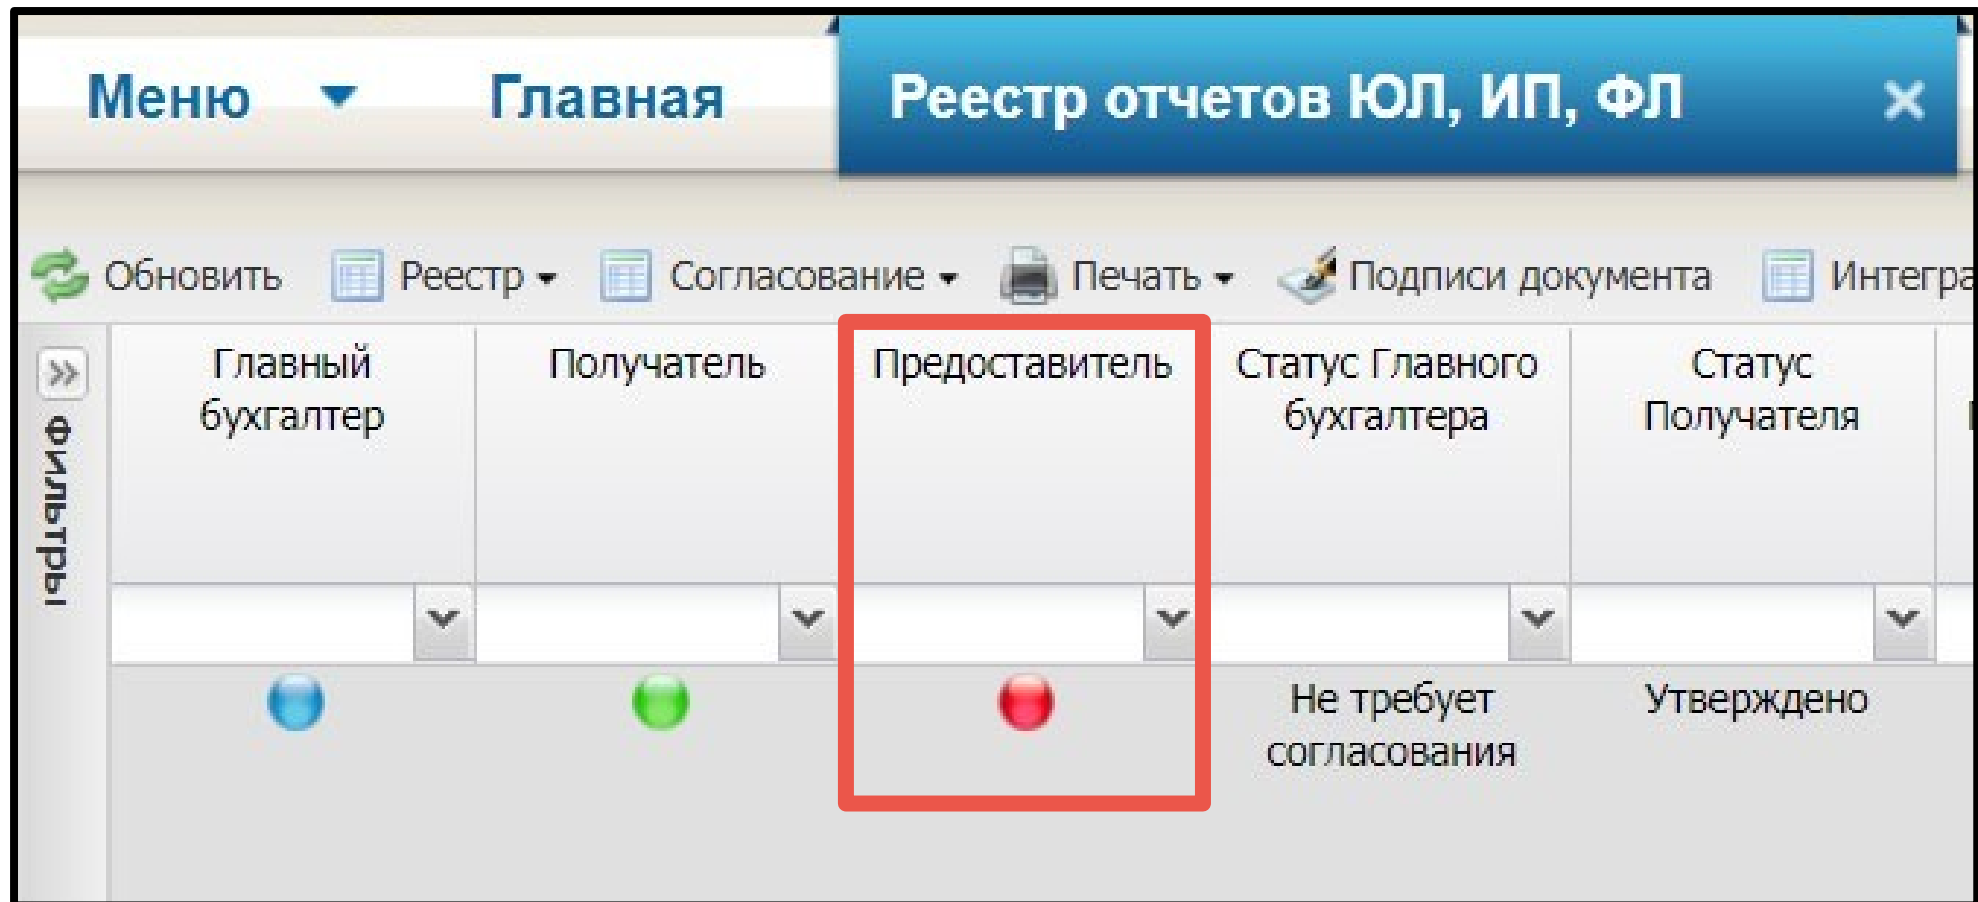 Меню Главная Реестр отчетов ЮЛ, ИП, ФЛ
Обновить Реестр Согласование Печать Подписи документа Интегра
Фильтры
Главный
бухгалтер
Получатель
Предоставитель
Статус Главного
бухгалтера
Статус
Получателя
Не требует
согласования
Утверждено